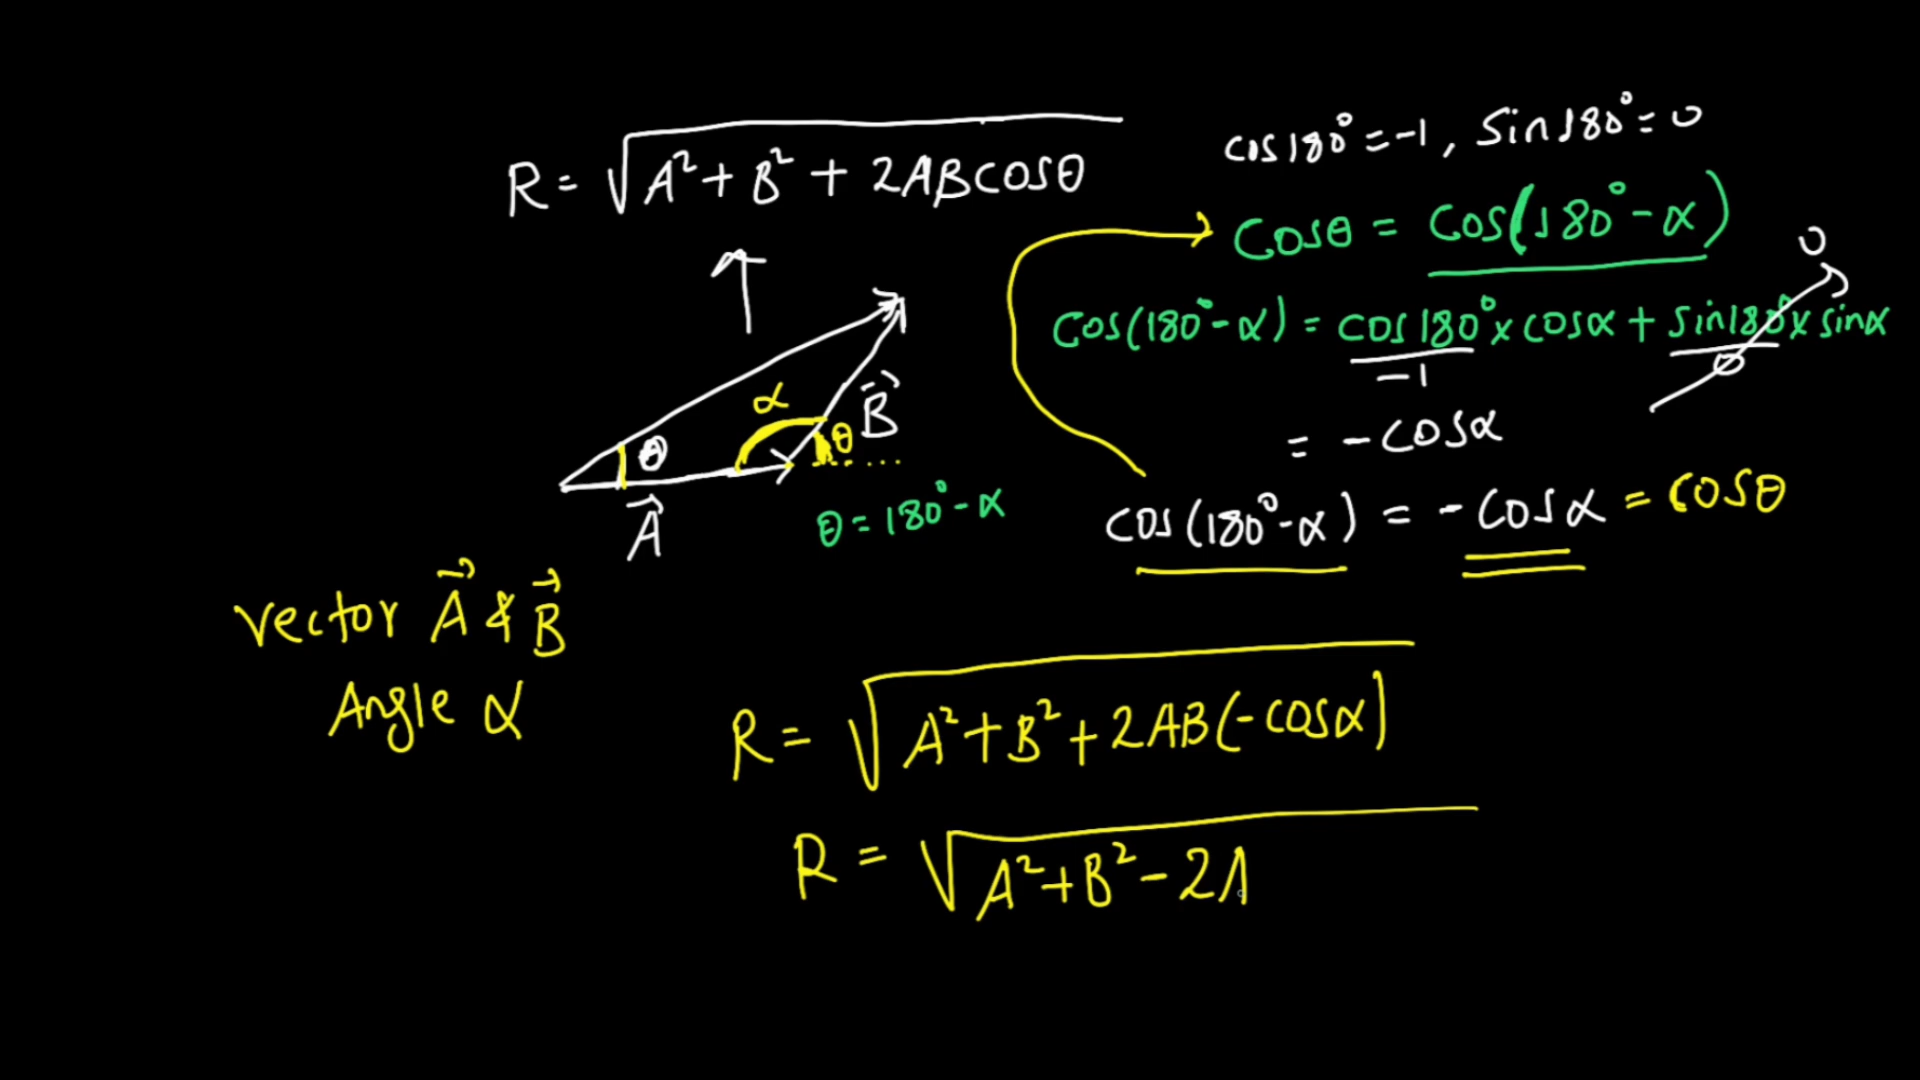 R = √A² + B² + 2ABcosθ
cos180° = -1, Sin180° = 0
Cosθ = Cos(180° - α)
0
Cos(180° - α) = cos180° x cosα + sin180° x sinα
-1
0
= -cosα
cos(180° - α) = -cosα = cosθ
α
θ
B⃗
θ
A⃗
θ = 180° - α
Vector A⃗ & B⃗
Angle α
R = √A² + B² + 2AB(-cosα)
R = √A² + B² - 2A